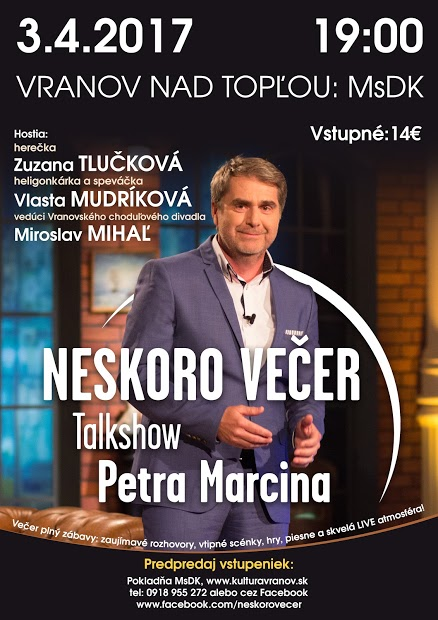 3.4.2017 19:00
VRANOV NAD TOPĽOU: MsDK
Hostia:
herečka
Zuzana TLUČKOVÁ
heligonkárka a speváčka
Vlasta MUDRÍKOVÁ
vedúci Vranovského choduľového divadla
Miroslav MIHAĽ
Vstupné:14€
NESKORO VEČER
Talkshow
Petra Marcina
Večer plný zábavy; zaujímavé rozhovory, vtipné scénky, hry, piesne a skvelá LIVE atmosféra!
Predpredaj vstupeniek:
Pokladňa MsDK, www.kulturavranov.sk
tel: 0918 955 272 alebo cez Facebook
www.facebook.com/neskorovecer